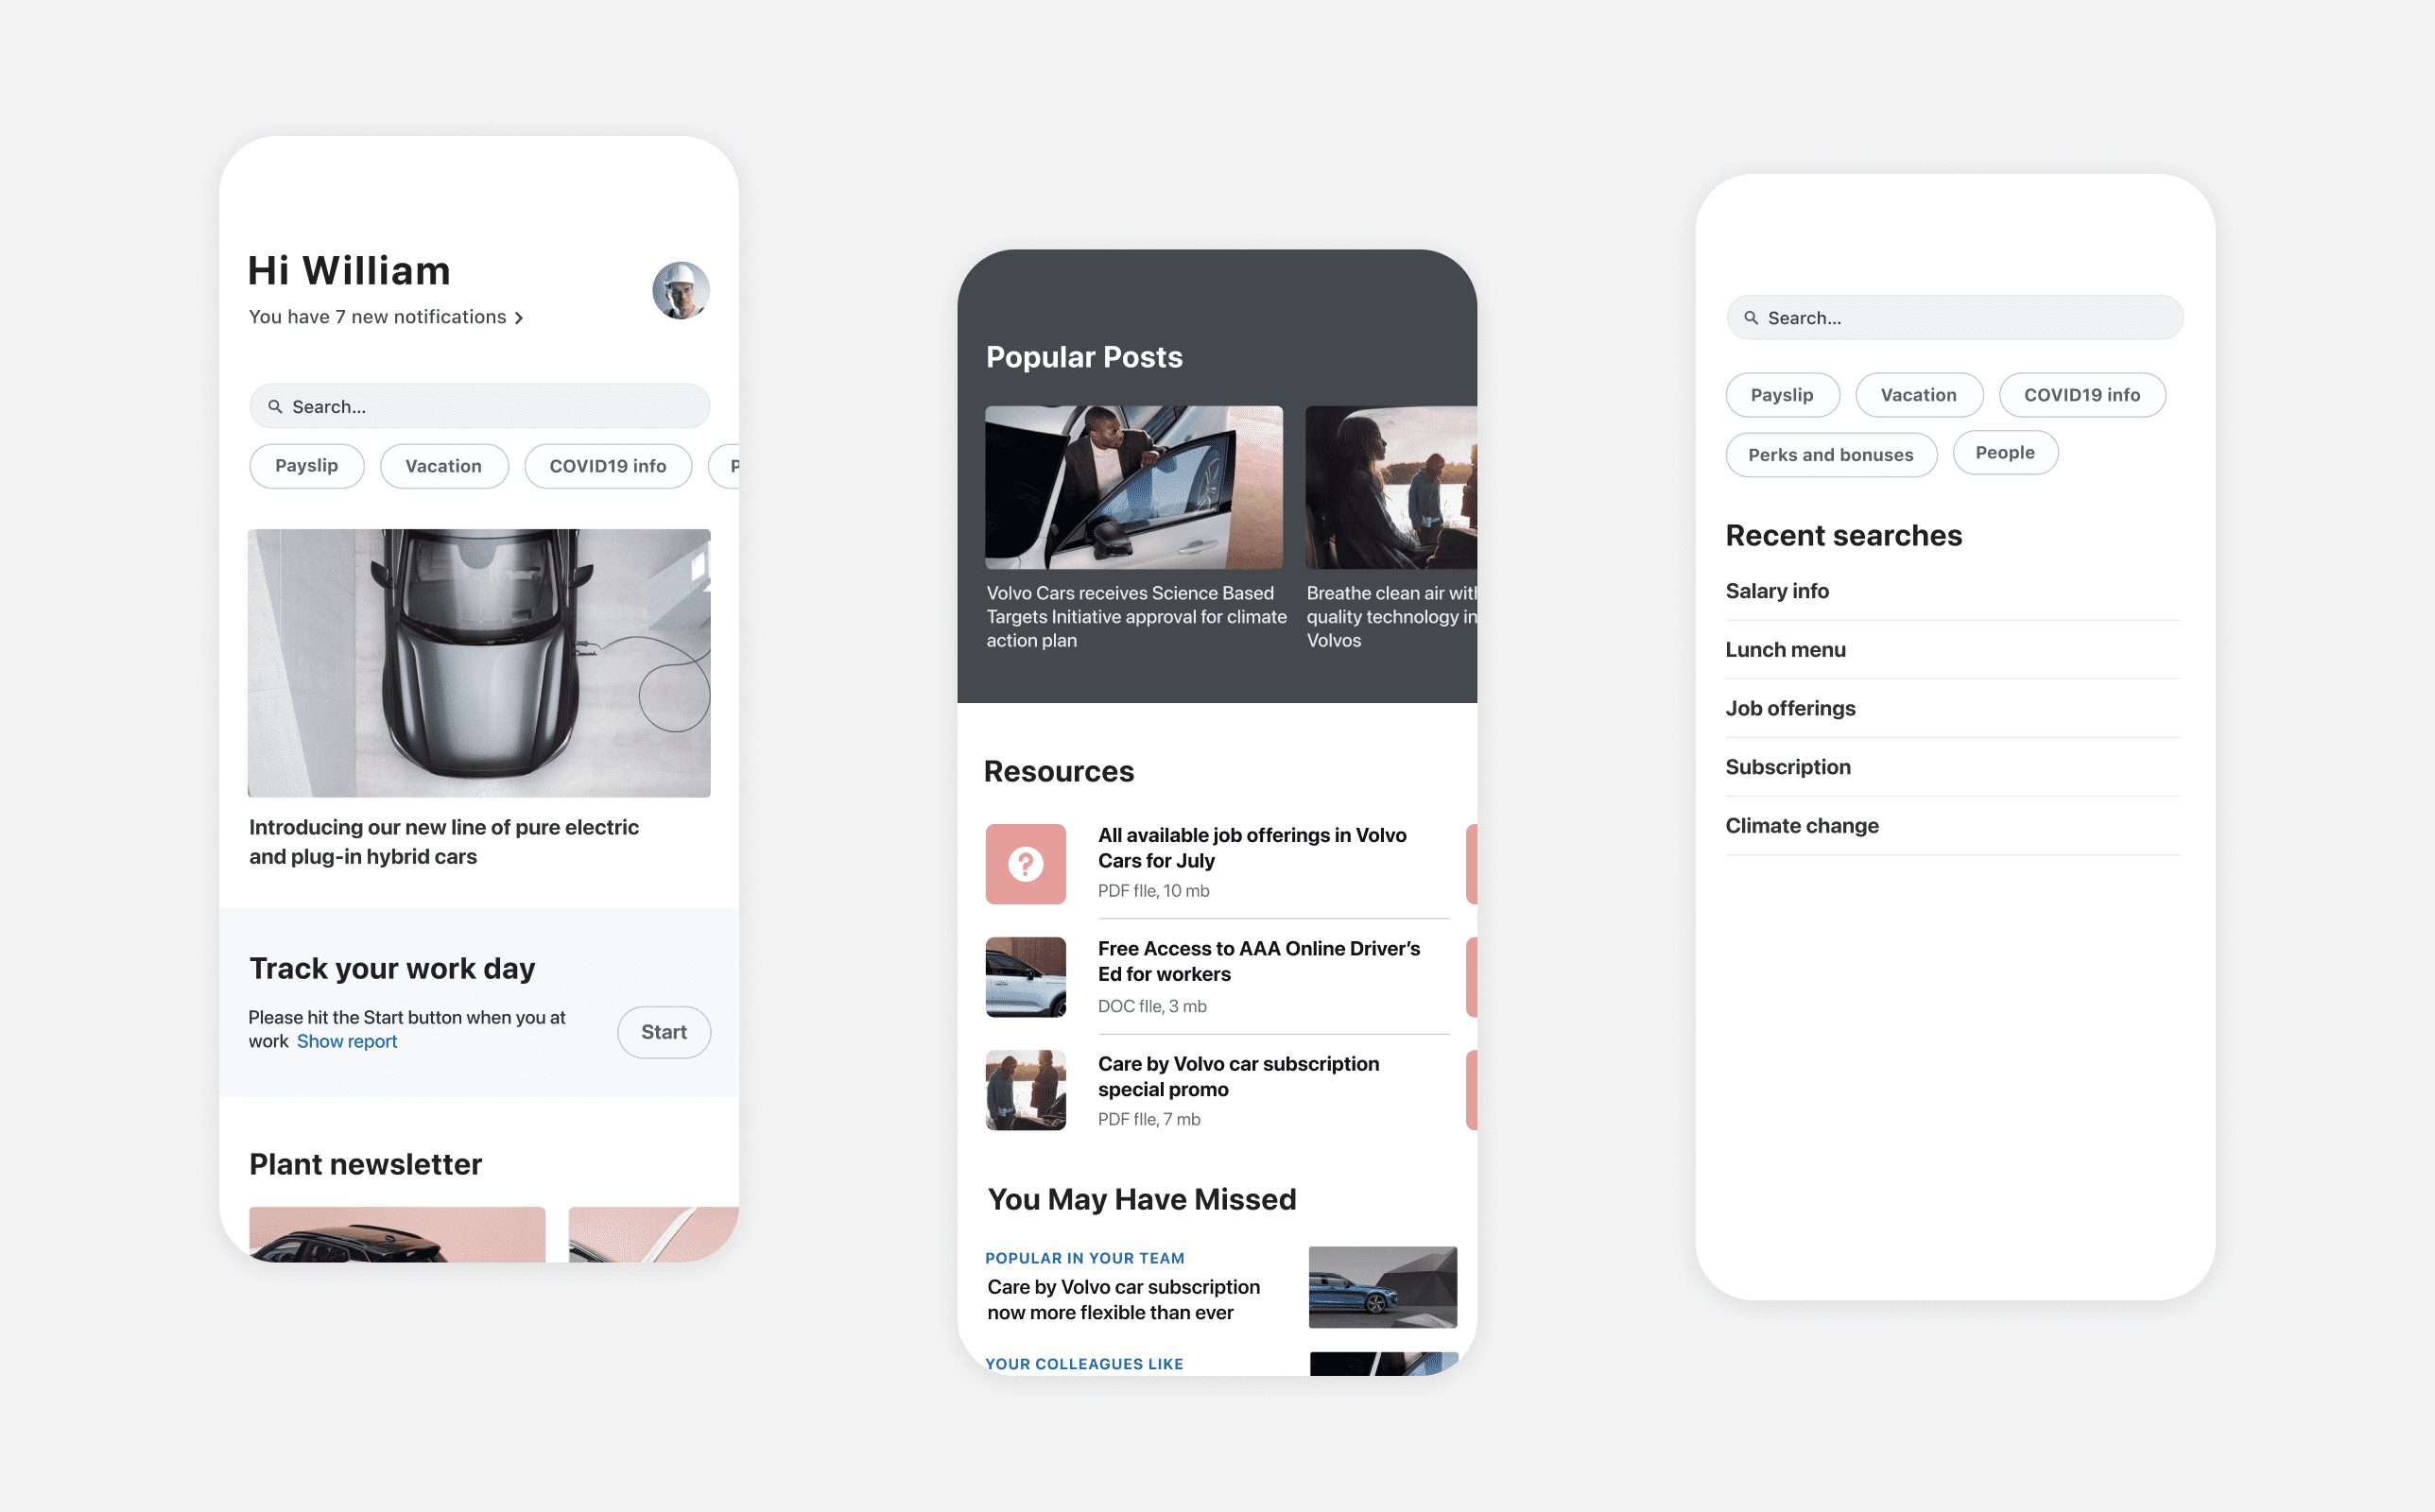 Hi William
You have 7 new notifications
Search...
Payslip
Vacation
COVID19 info
P
Introducing our new line of pure electric
and plug-in hybrid cars
Track your work day
Please hit the Start button when you at
work Show report
Start
Plant newsletter
Popular Posts
Volvo Cars receives Science Based
Targets Initiative approval for climate
action plan
Breathe clean air with
quality technology in
Volvos
Resources
All available job offerings in Volvo
Cars for July
PDF flle, 10 mb
Free Access to AAA Online Driver's
Ed for workers
DOC flle, 3 mb
Care by Volvo car subscription
special promo
PDF flle, 7 mb
You May Have Missed
POPULAR IN YOUR TEAM
Care by Volvo car subscription
now more flexible than ever
YOUR COLLEAGUES LIKE
Search...
Payslip
Vacation
COVID19 info
Perks and bonuses
People
Recent searches
Salary info
Lunch menu
Job offerings
Subscription
Climate change